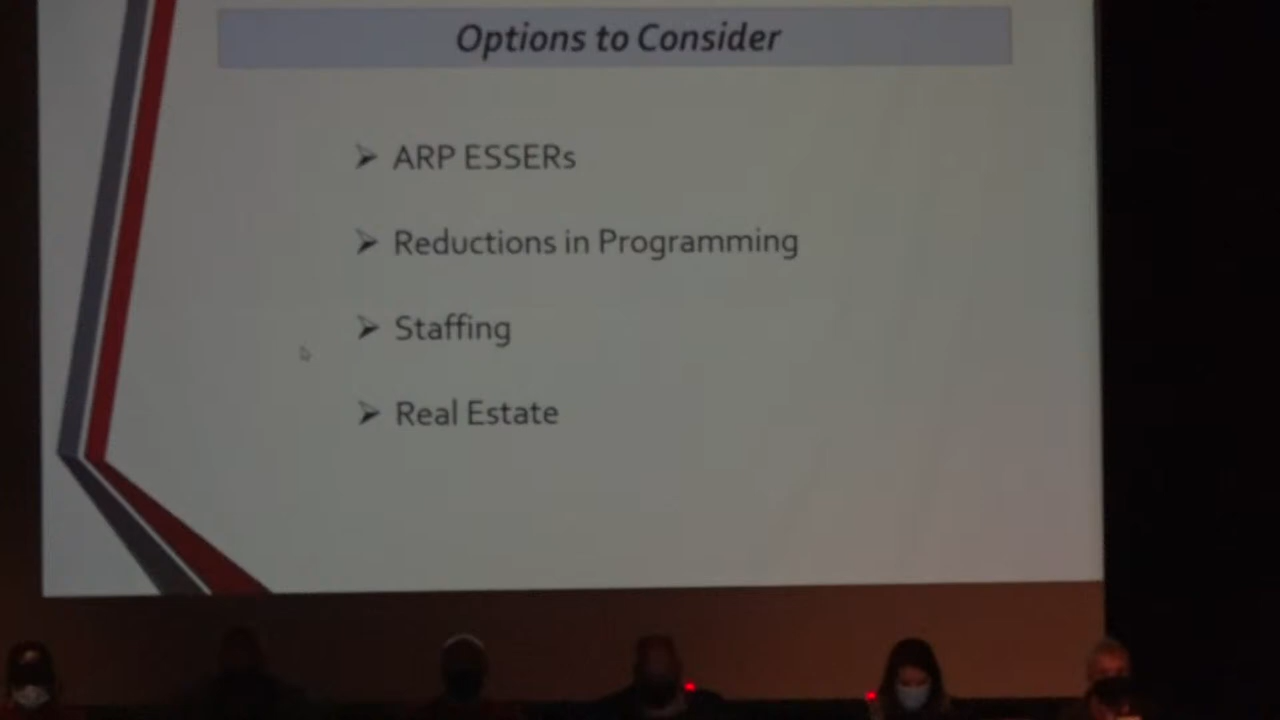 Options to Consider
➢ ARP ESSERs
➢ Reductions in Programming
➢ Staffing
➢ Real Estate